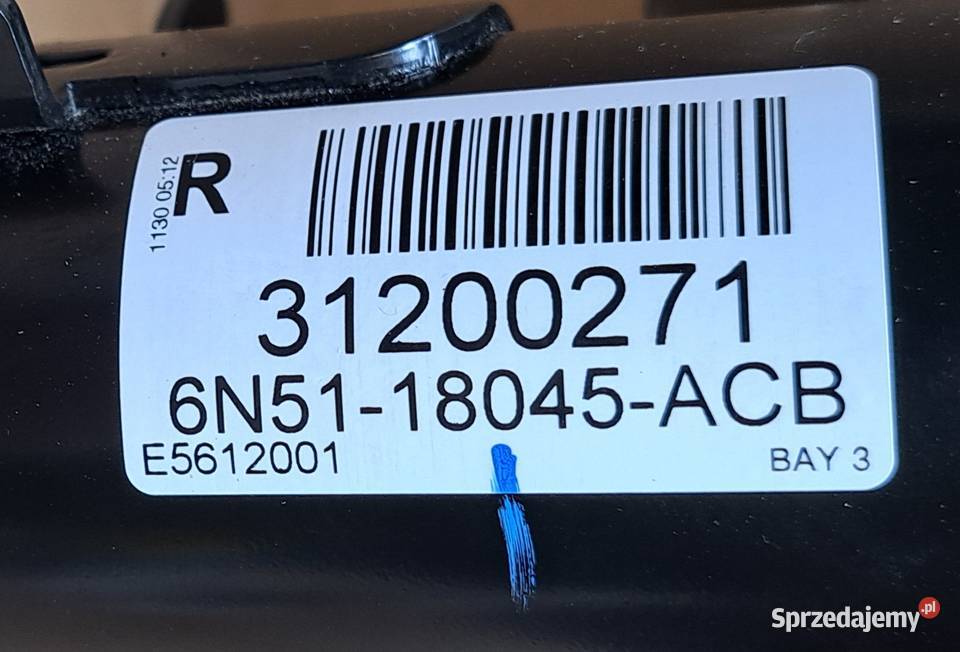 1130 05:12
R
31200271
6N51-18045-ACB
E5612001
BAY 3
Sprzedajemy.pl